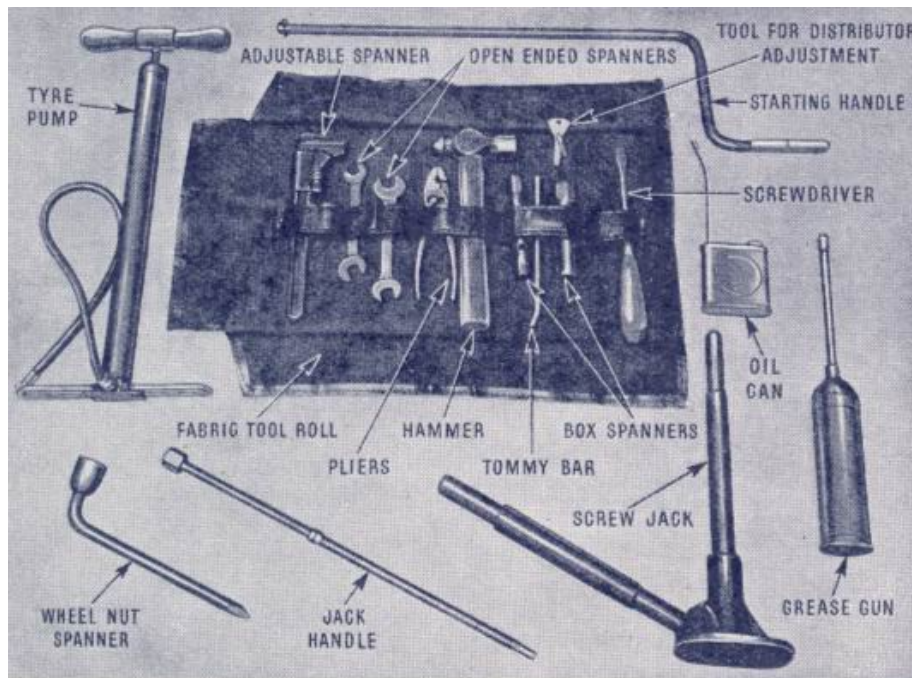 TOOL FOR DISTRIBUTOR
ADJUSTMENT
ADJUSTABLE SPANNER
OPEN ENDED SPANNERS
TYRE
PUMP
STARTING HANDLE
SCREWDRIVER
OIL
CAN
FABRIC TOOL ROLL
HAMMER
BOX SPANNERS
PLIERS
TOMMY BAR
SCREW JACK
GREASE GUN
WHEEL NUT
SPANNER
JACK
HANDLE